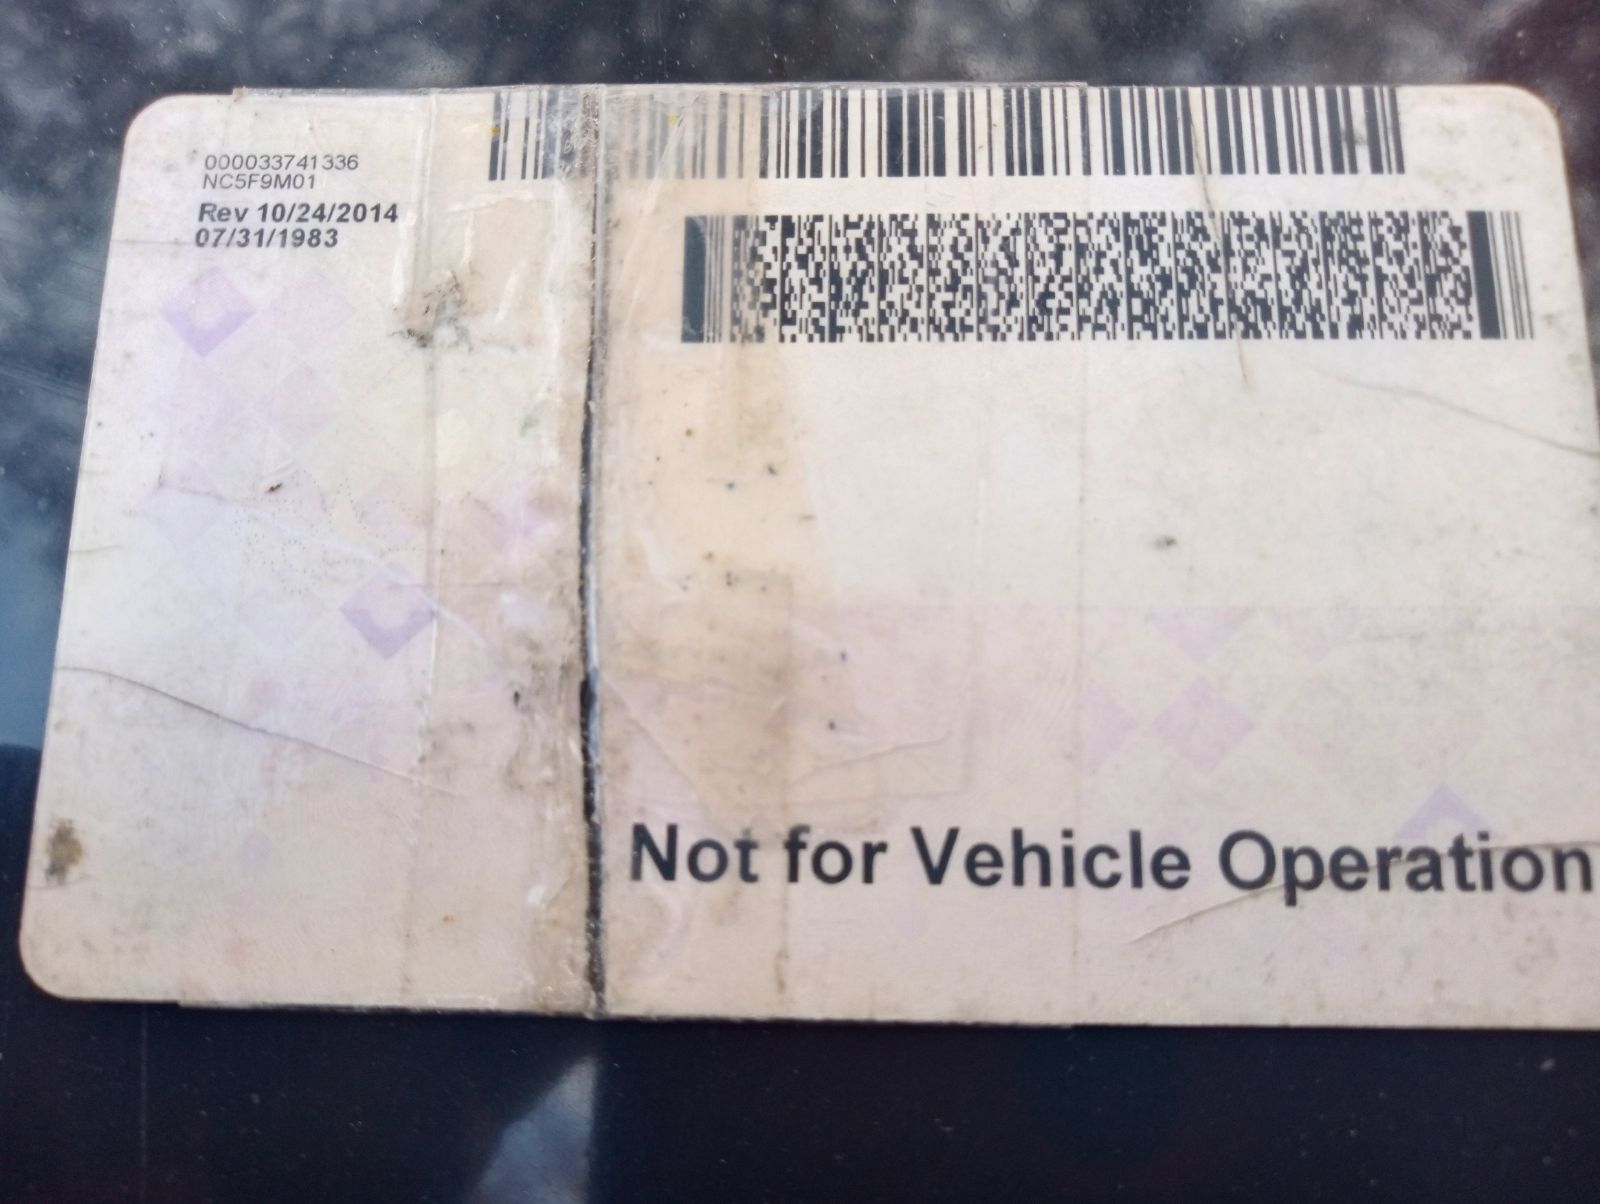 000033741336
NC5F9M01
Rev 10/24/2014
07/31/1983
Not for Vehicle Operation